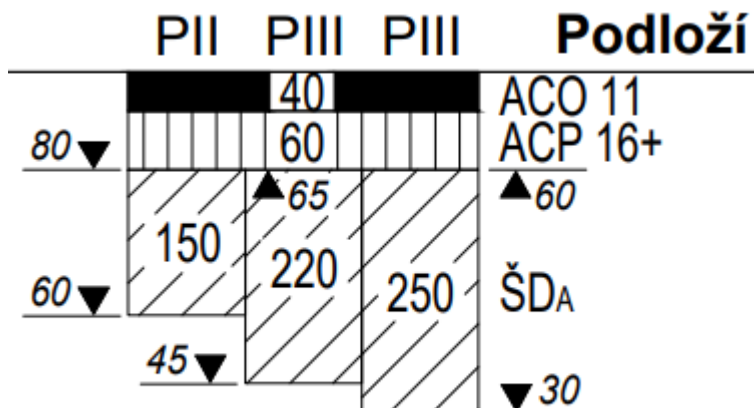 PII PIII PIII Podloží
40 ACO 11
80 60 ACP 16+
65 60
150 220 250 ŠDA
60
45 30